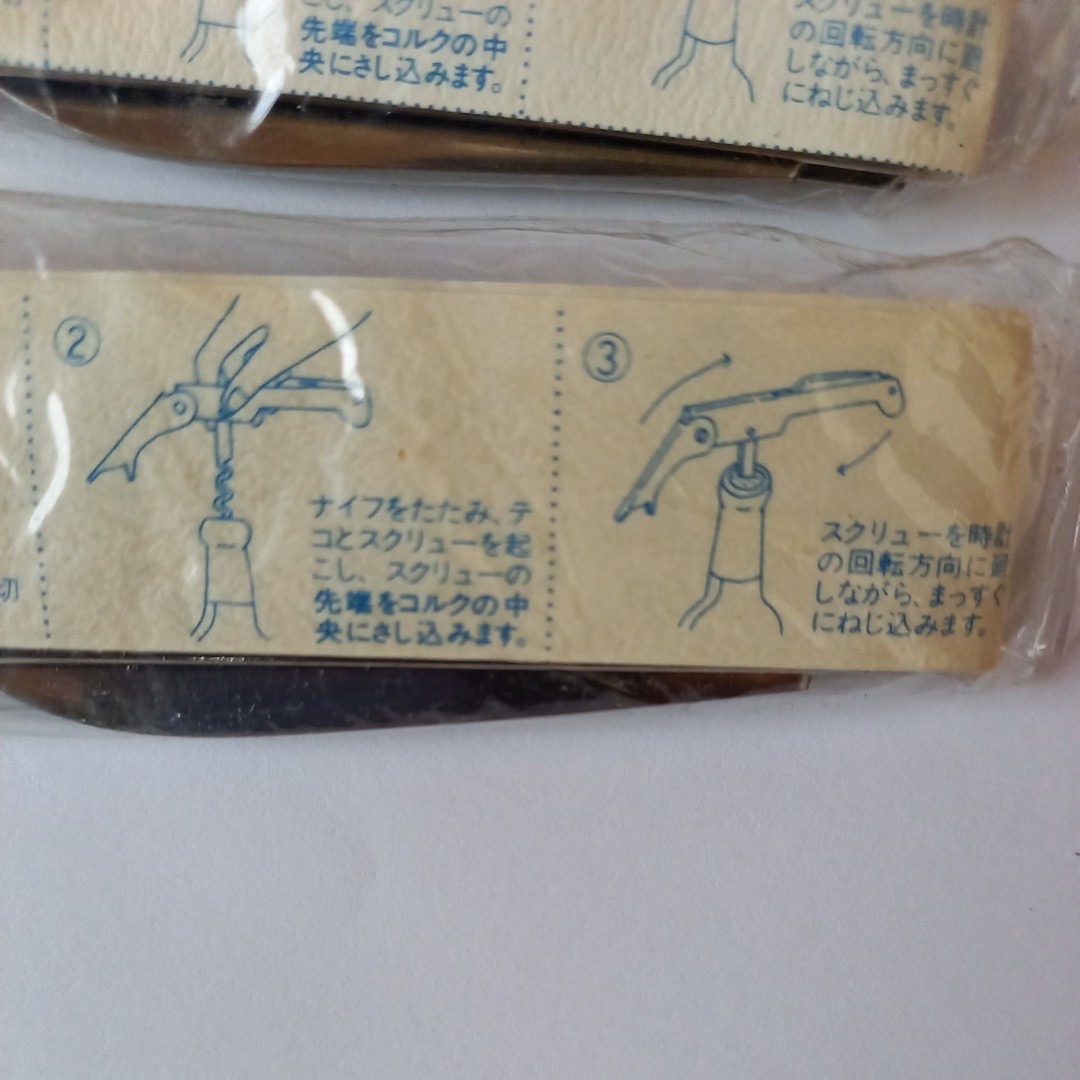 こし、スクリューの
先端をコルクの中
央にさし込みます。
スクリューを時計
の回転方向に
しながら、まっすぐ
にねじ込みます。
切
②
ナイフをたたみ、テ
コとスクリューを起
こし、スクリューの
先端をコルクの中
央にさし込みます。
③
スクリューを時計
の回転方向に
しながら、まっすぐ
にねじ込みます。